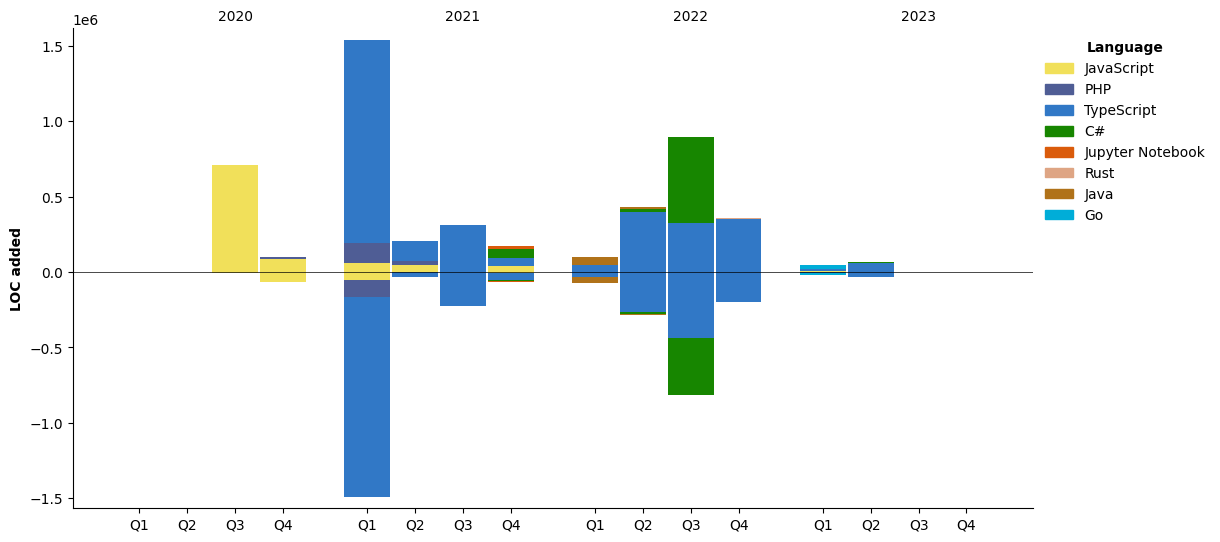 2020 2021 2022 2023
1e6
Language
JavaScript
PHP
TypeScript
C#
Jupyter Notebook
Rust
Java
Go
LOC added
1.5
1.0
0.5
0.0
−0.5
−1.0
−1.5
Q1 Q2 Q3 Q4 Q1 Q2 Q3 Q4 Q1 Q2 Q3 Q4 Q1 Q2 Q3 Q4